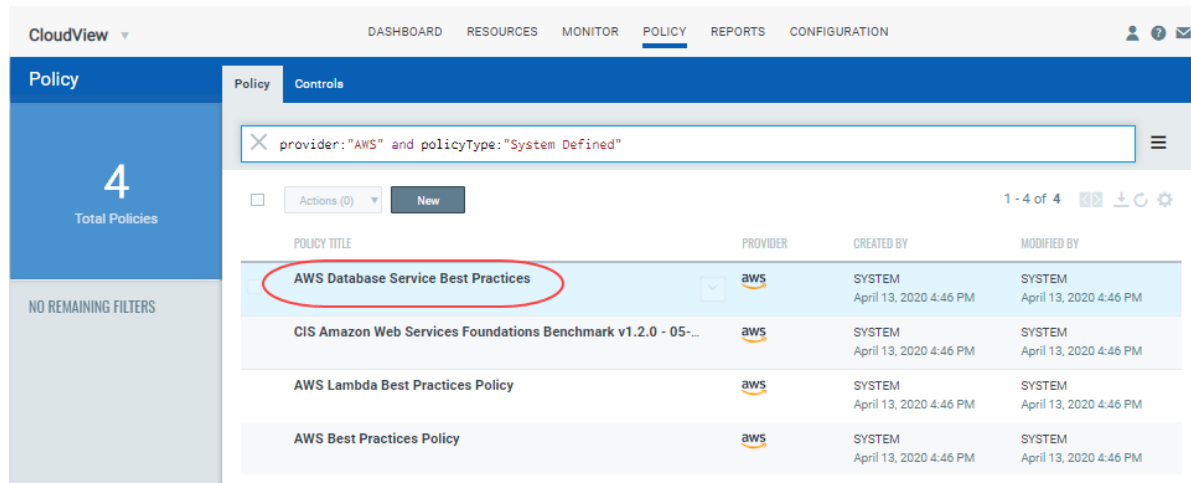 CloudView
DASHBOARD RESOURCES MONITOR POLICY REPORTS CONFIGURATION
Policy
Policy Controls
4
Total Policies
NO REMAINING FILTERS
provider:"AWS" and policyType:"System Defined"
Actions (0) New
1 - 4 of 4
POLICY TITLE PROVIDER CREATED BY MODIFIED BY
AWS Database Service Best Practices aws SYSTEM SYSTEM
April 13, 2020 4:46 PM April 13, 2020 4:46 PM
CIS Amazon Web Services Foundations Benchmark v1.2.0 - 05-... aws SYSTEM SYSTEM
April 13, 2020 4:46 PM April 13, 2020 4:46 PM
AWS Lambda Best Practices Policy aws SYSTEM SYSTEM
April 13, 2020 4:46 PM April 13, 2020 4:46 PM
AWS Best Practices Policy aws SYSTEM SYSTEM
April 13, 2020 4:46 PM April 13, 2020 4:46 PM